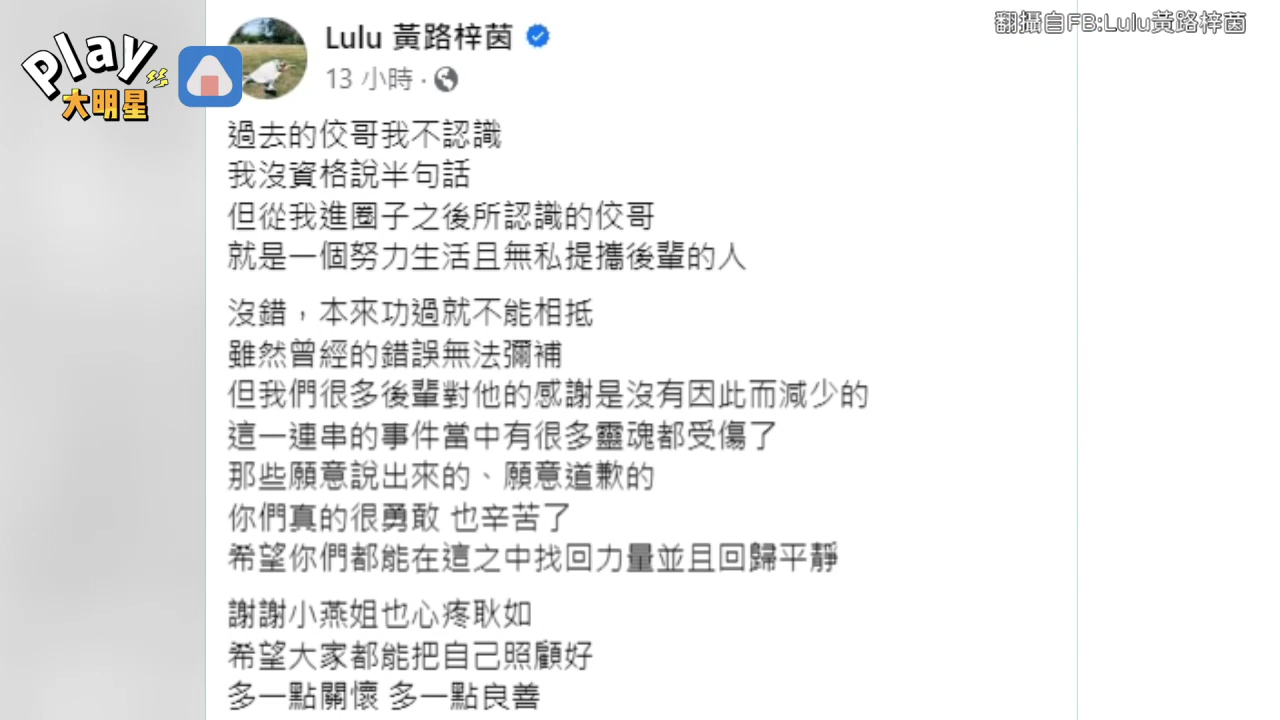 翻攝自FB:Lulu黃路梓茵
Play
大明星
Lulu 黃路梓茵
13 小時 ·
過去的佼哥我不認識
我沒資格說半句話
但從我進圈子之後所認識的佼哥
就是一個努力生活且無私提攜後輩的人
沒錯，本來功過就不能相抵
雖然曾經的錯誤無法彌補
但我們很多後輩對他的感謝是沒有因此而減少的
這一連串的事件當中有很多靈魂都受傷了
那些願意說出來的、願意道歉的
你們真的很勇敢 也辛苦了
希望你們都能在這之中找回力量並且回歸平靜
謝謝小燕姐也心疼耿如
希望大家都能把自己照顧好
多一點關懷 多一點良善